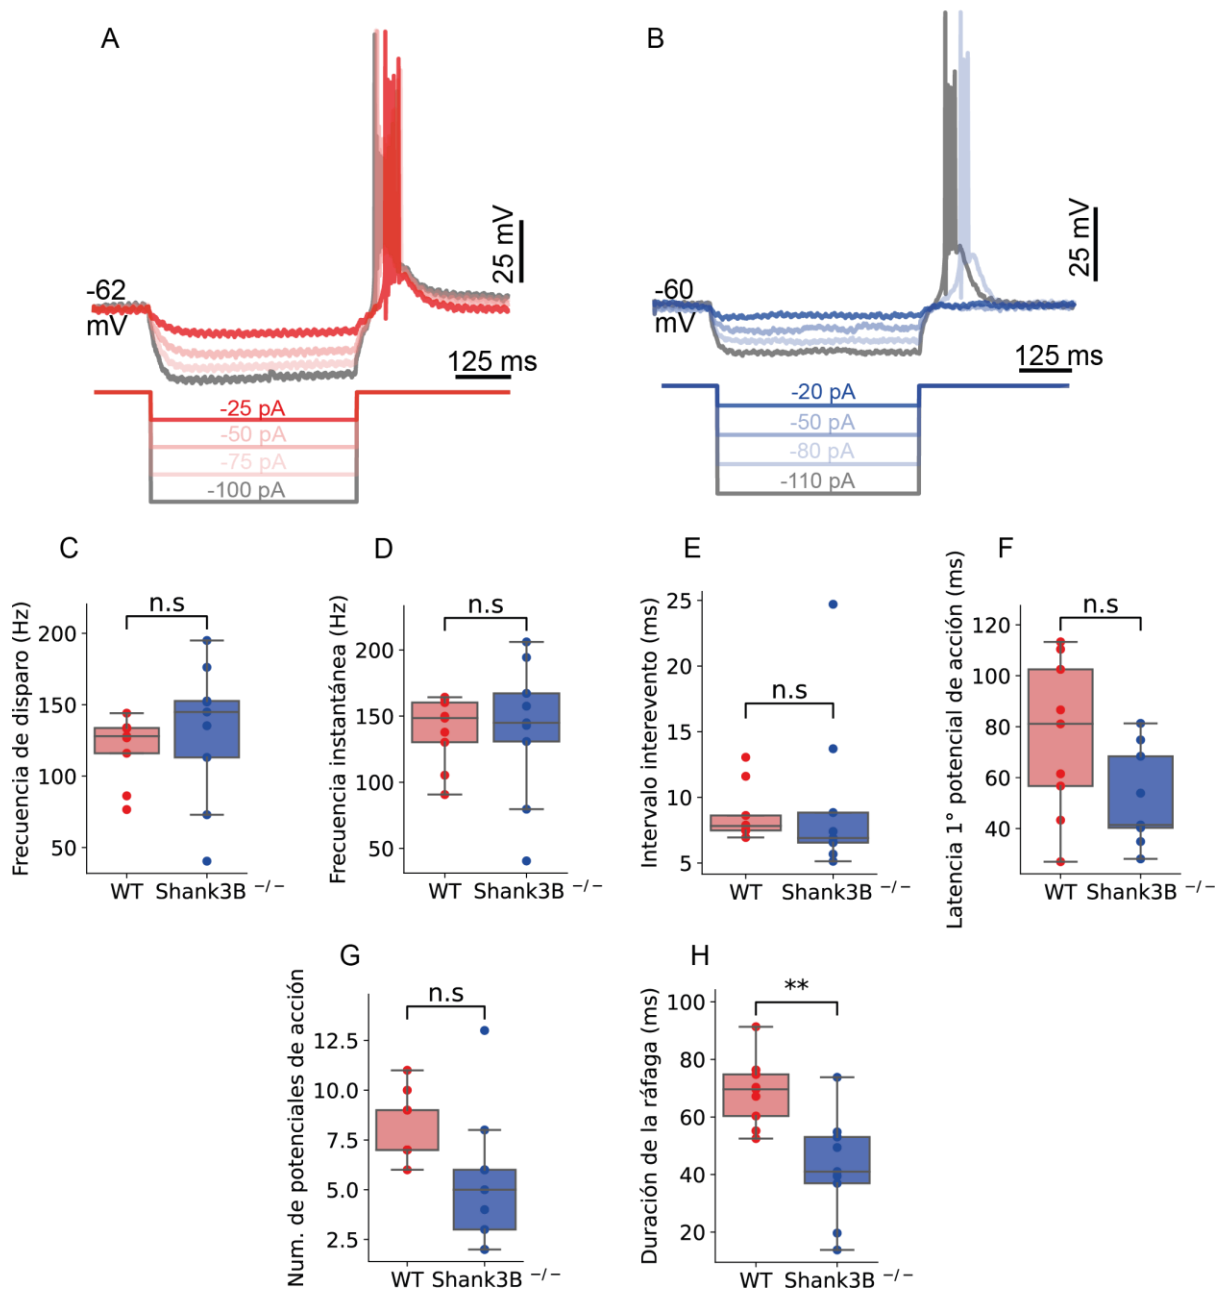 A
-62
mV
25 mV
125 ms
-25 pA
-50 pA
-75 pA
-100 pA
B
-60
mV
25 mV
125 ms
-20 pA
-50 pA
-80 pA
-110 pA
C
n.s
Frecuencia de disparo (Hz)
200
150
100
50
WT Shank3B −/−
D
n.s
Frecuencia instantánea (Hz)
200
150
100
50
WT Shank3B −/−
E
n.s
Intervalo interevento (ms)
25
20
15
10
5
WT Shank3B −/−
F
n.s
Latencia 1° potencial de acción (ms)
120
100
80
60
40
WT Shank3B −/−
G
n.s
Num. de potenciales de acción
12.5
10.0
7.5
5.0
2.5
WT Shank3B −/−
H
**
Duración de la ráfaga (ms)
100
80
60
40
20
WT Shank3B −/−